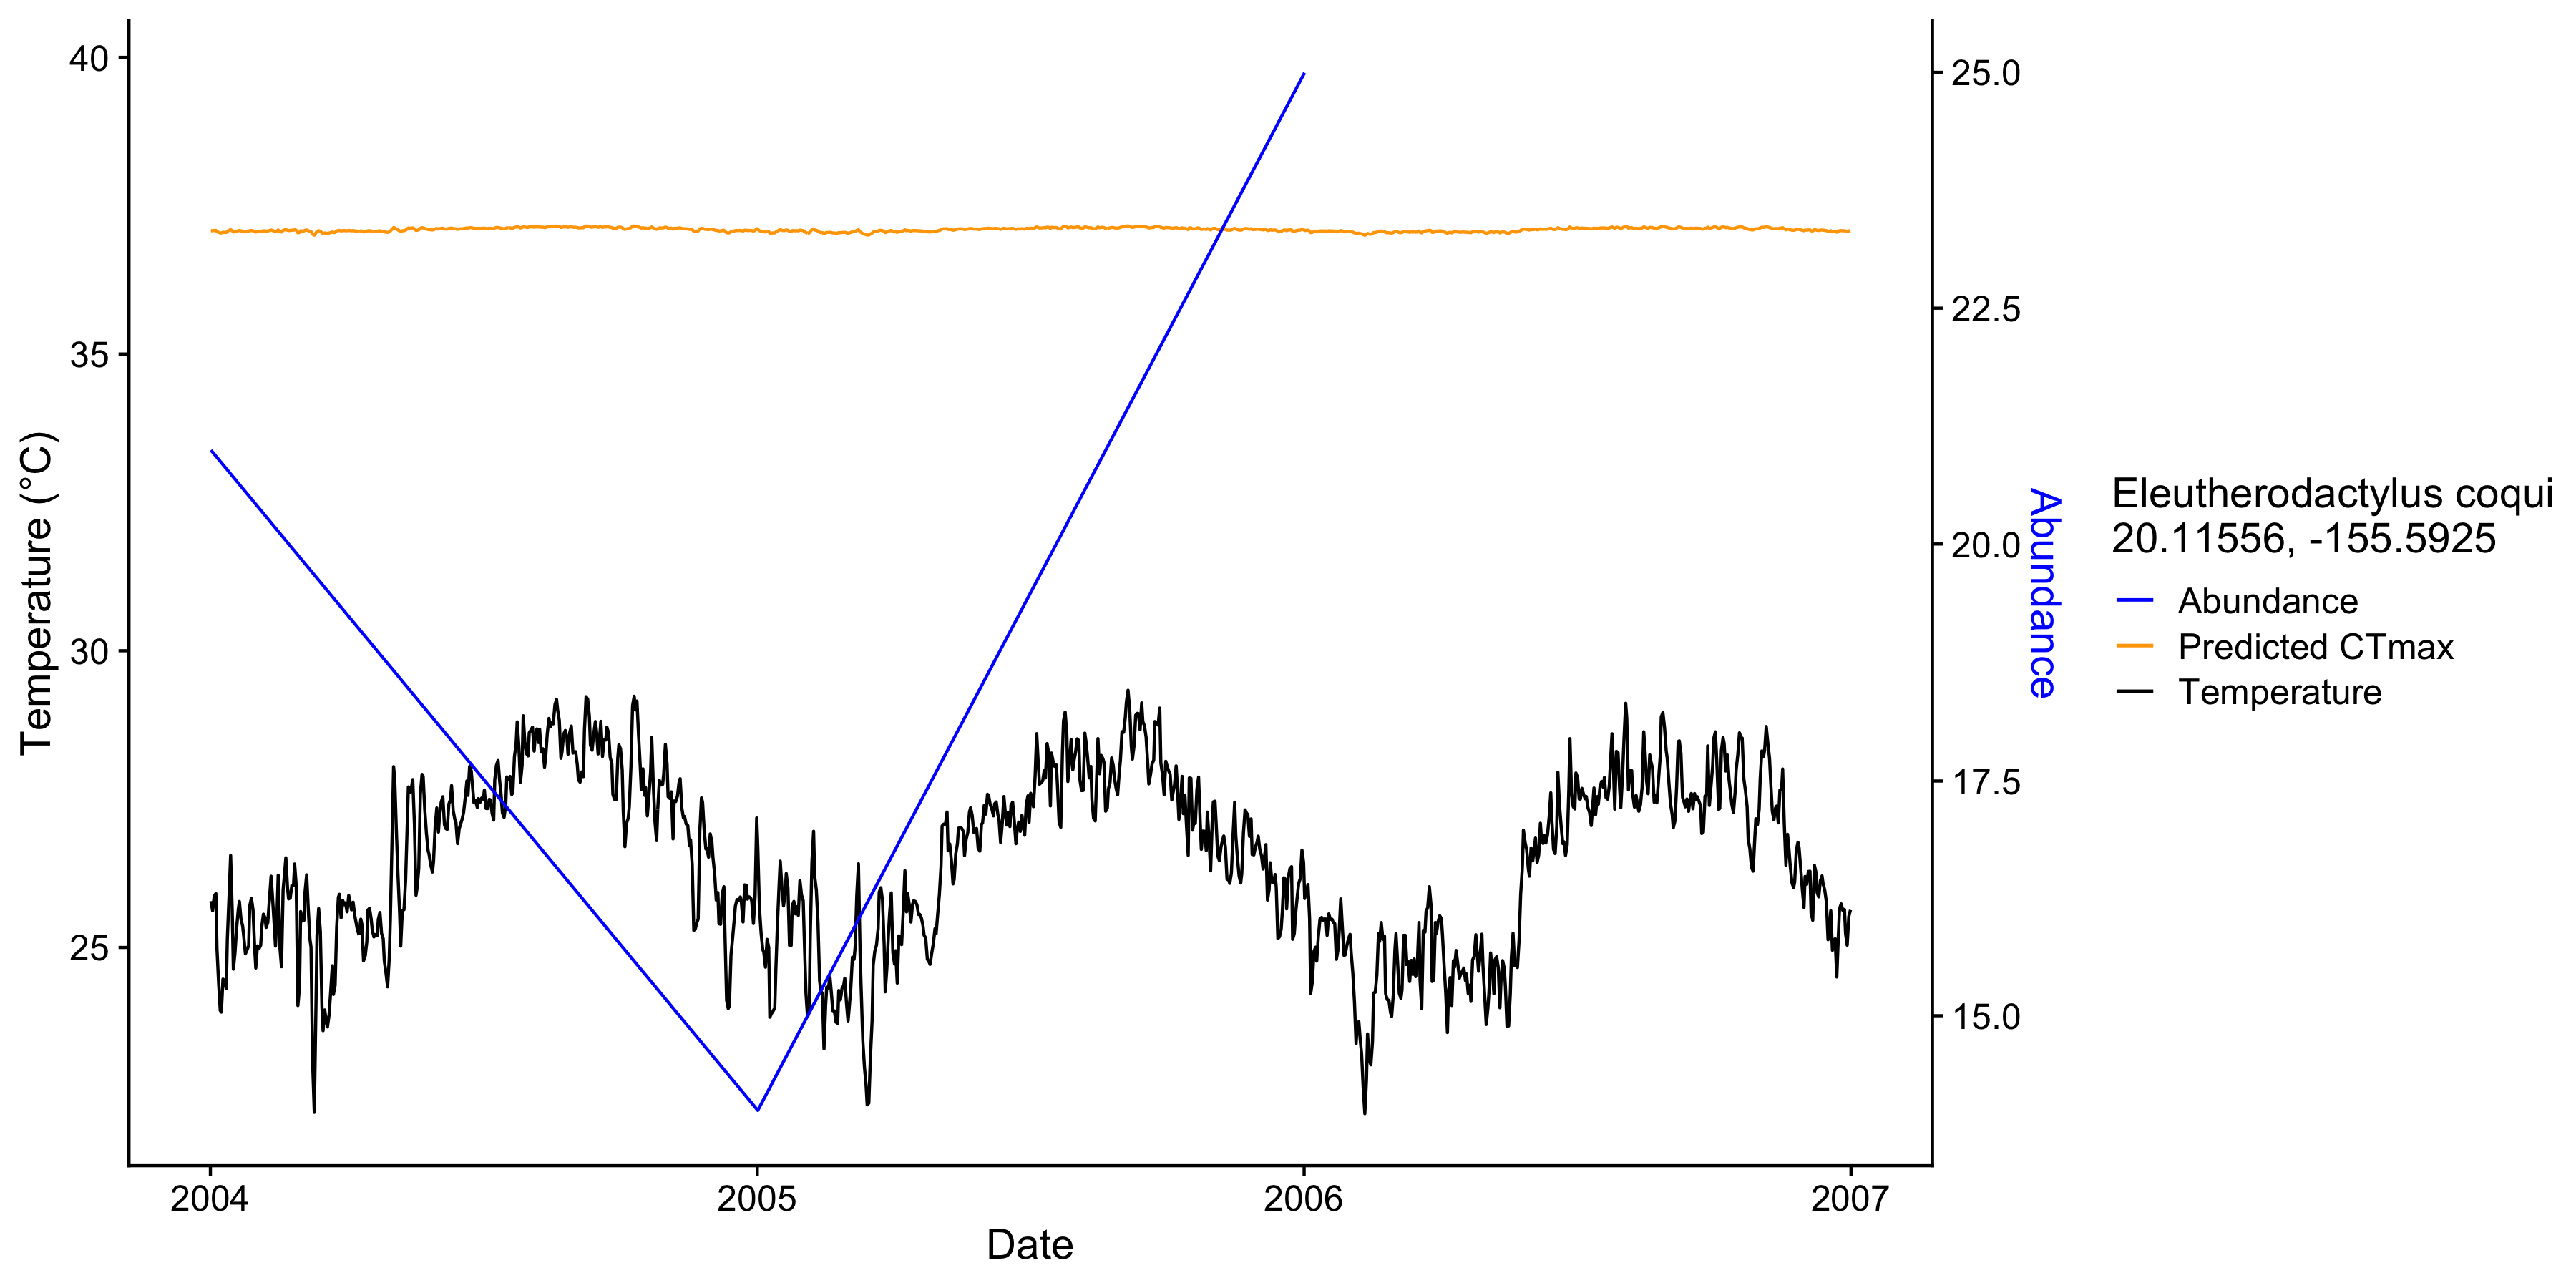 40
35
30
25
Temperature (°C)
2004
2005
2006
2007
Date
25.0
22.5
20.0
17.5
15.0
Abundance
Eleutherodactylus coqui
20.11556, -155.5925
Abundance
Predicted CTmax
Temperature